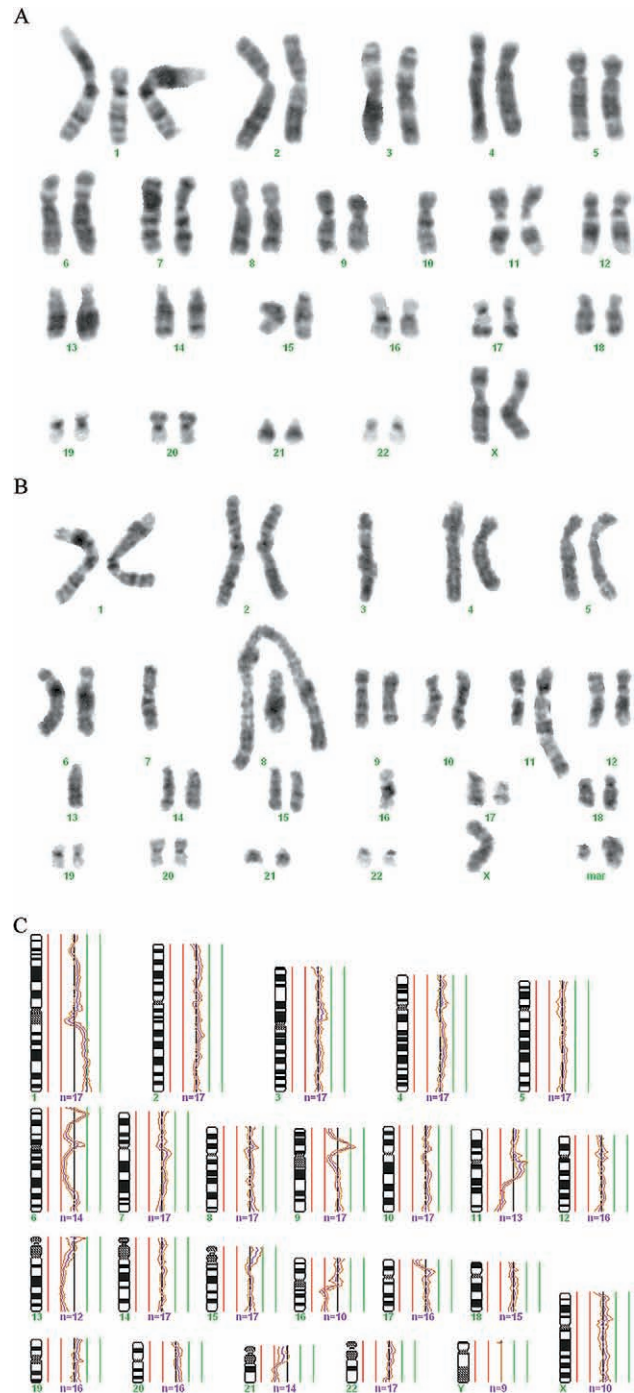 A
1 2 3 4 5
6 7 8 9 10 11 12
13 14 15 16 17 18
19 20 21 22 X
B
1 2 3 4 5
6 7 8 9 10 11 12
13 14 15 16 17 18
19 20 21 22 X mar
C
1 n=17 2 n=17 3 n=17 4 n=17 5 n=17
6 n=14 7 n=17 8 n=17 9 n=17 10 n=17 11 n=13 12 n=16
13 n=12 14 n=17 15 n=17 16 n=10 17 n=16 18 n=15
19 n=16 20 n=16 21 n=14 22 n=17 Y n=9 X n=10